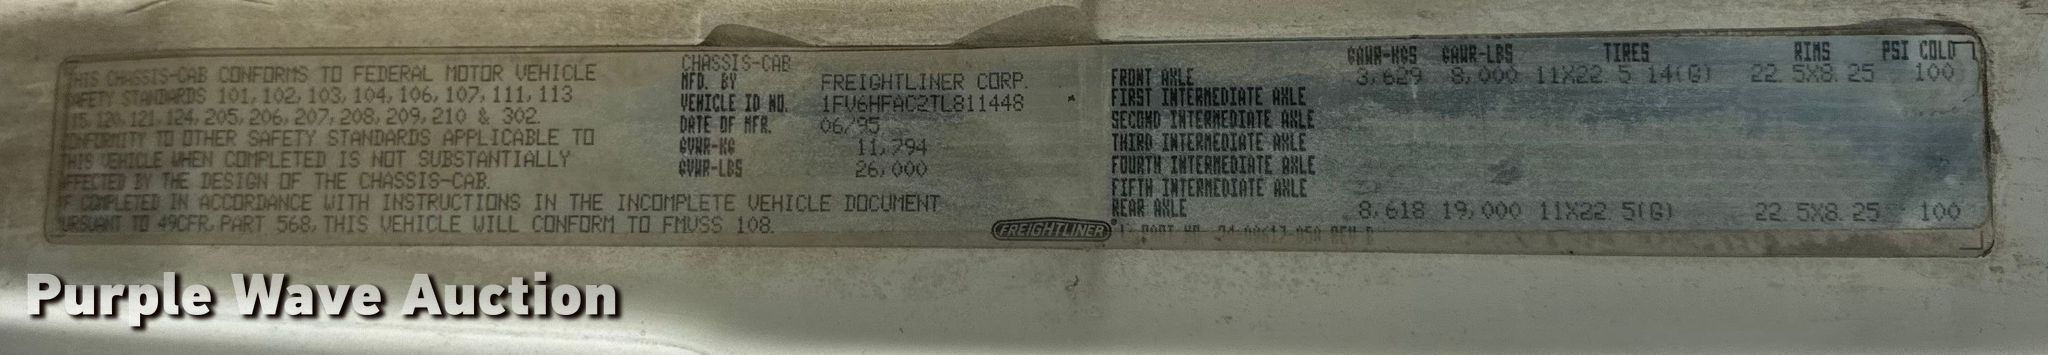 THIS CHASSIS-CAB CONFORMS TO FEDERAL MOTOR VEHICLE
SAFETY STANDARDS 101, 102, 103, 104, 106, 107, 111, 113
115, 120, 121, 124, 205, 206, 207, 208, 209, 210 & 302.
CONFORMITY TO OTHER SAFETY STANDARDS APPLICABLE TO
THIS VEHICLE WHEN COMPLETED IS NOT SUBSTANTIALLY
AFFECTED BY THE DESIGN OF THE CHASSIS-CAB.
IF COMPLETED IN ACCORDANCE WITH INSTRUCTIONS IN THE INCOMPLETE VEHICLE DOCUMENT
PURSUANT TO 49CFR, PART 568, THIS VEHICLE WILL CONFORM TO FMVSS 108.
CHASSIS-CAB
MFD. BY FREIGHTLINER CORP.
VEHICLE ID NO. 1FV6HFAC2TL811448
DATE OF MFR. 06/95
GVWR-KG 11,794
GVWR-LBS 26,000
FREIGHTLINER
GAWR-KGS GAWR-LBS TIRES RIMS PSI COLD
FRONT AXLE 3,629 8,000 11X22.5 14(G) 22.5X8.25 100
FIRST INTERMEDIATE AXLE
SECOND INTERMEDIATE AXLE
THIRD INTERMEDIATE AXLE
FOURTH INTERMEDIATE AXLE
FIFTH INTERMEDIATE AXLE
REAR AXLE 8,618 19,000 11X22.5(G) 22.5X8.25 100
PART NO.
Purple Wave Auction